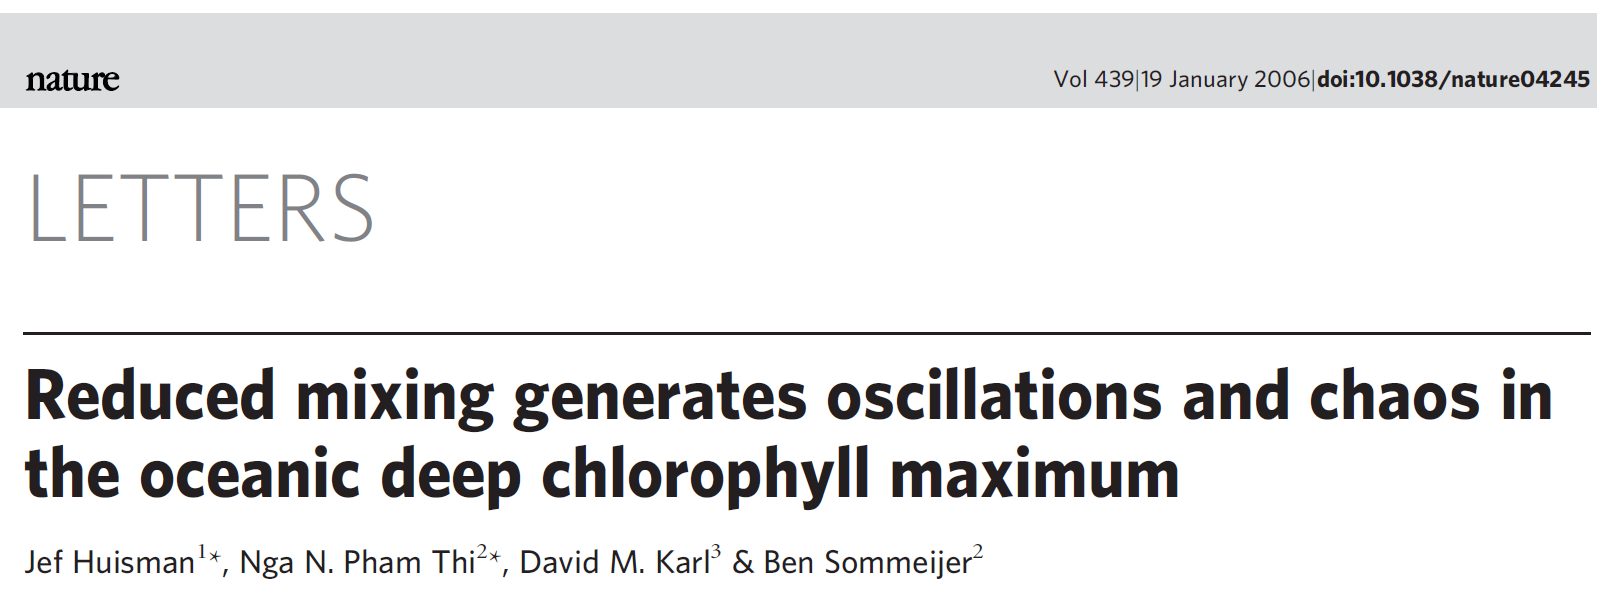 nature
Vol 439|19 January 2006|doi:10.1038/nature04245
LETTERS
Reduced mixing generates oscillations and chaos in
the oceanic deep chlorophyll maximum
Jef Huisman¹*, Nga N. Pham Thi²*, David M. Karl³ & Ben Sommeijer²